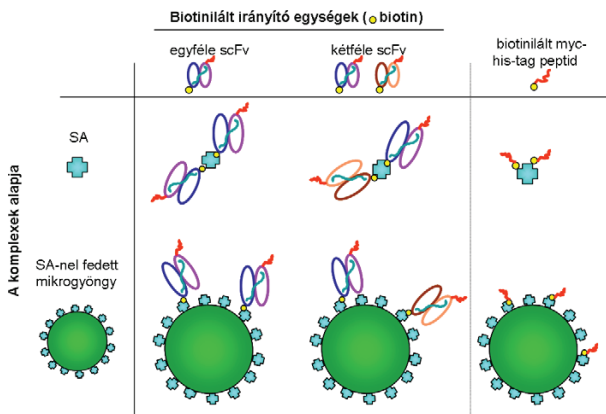 Biotinilált irányító egységek ( biotin)
egyféle scFv
kétféle scFv
biotinilált myc-
his-tag peptid
A komplexek alapja
SA
SA-nel fedett
mikrogyöngy